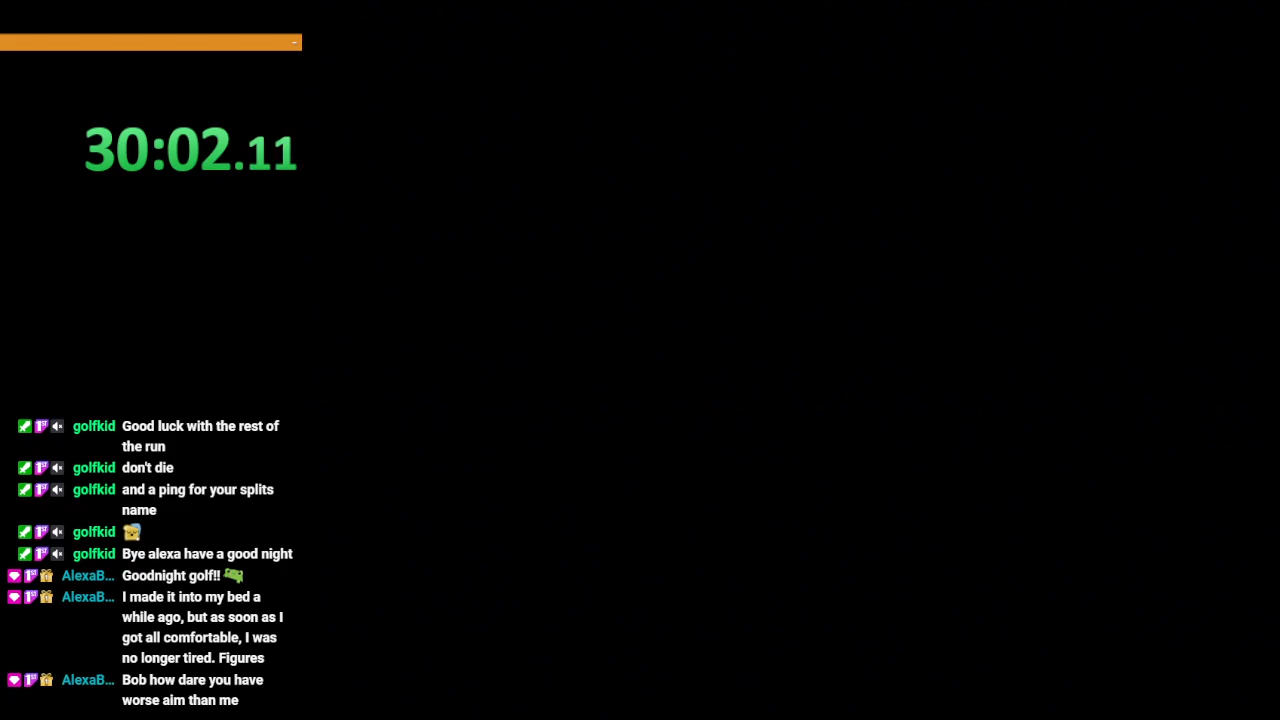 -
30:02.11
golfkid Good luck with the rest of
the run
golfkid don't die
golfkid and a ping for your splits
name
golfkid
golfkid Bye alexa have a good night
AlexaB... Goodnight golf!!
AlexaB... I made it into my bed a
while ago, but as soon as I
got all comfortable, I was
no longer tired. Figures
AlexaB... Bob how dare you have
worse aim than me